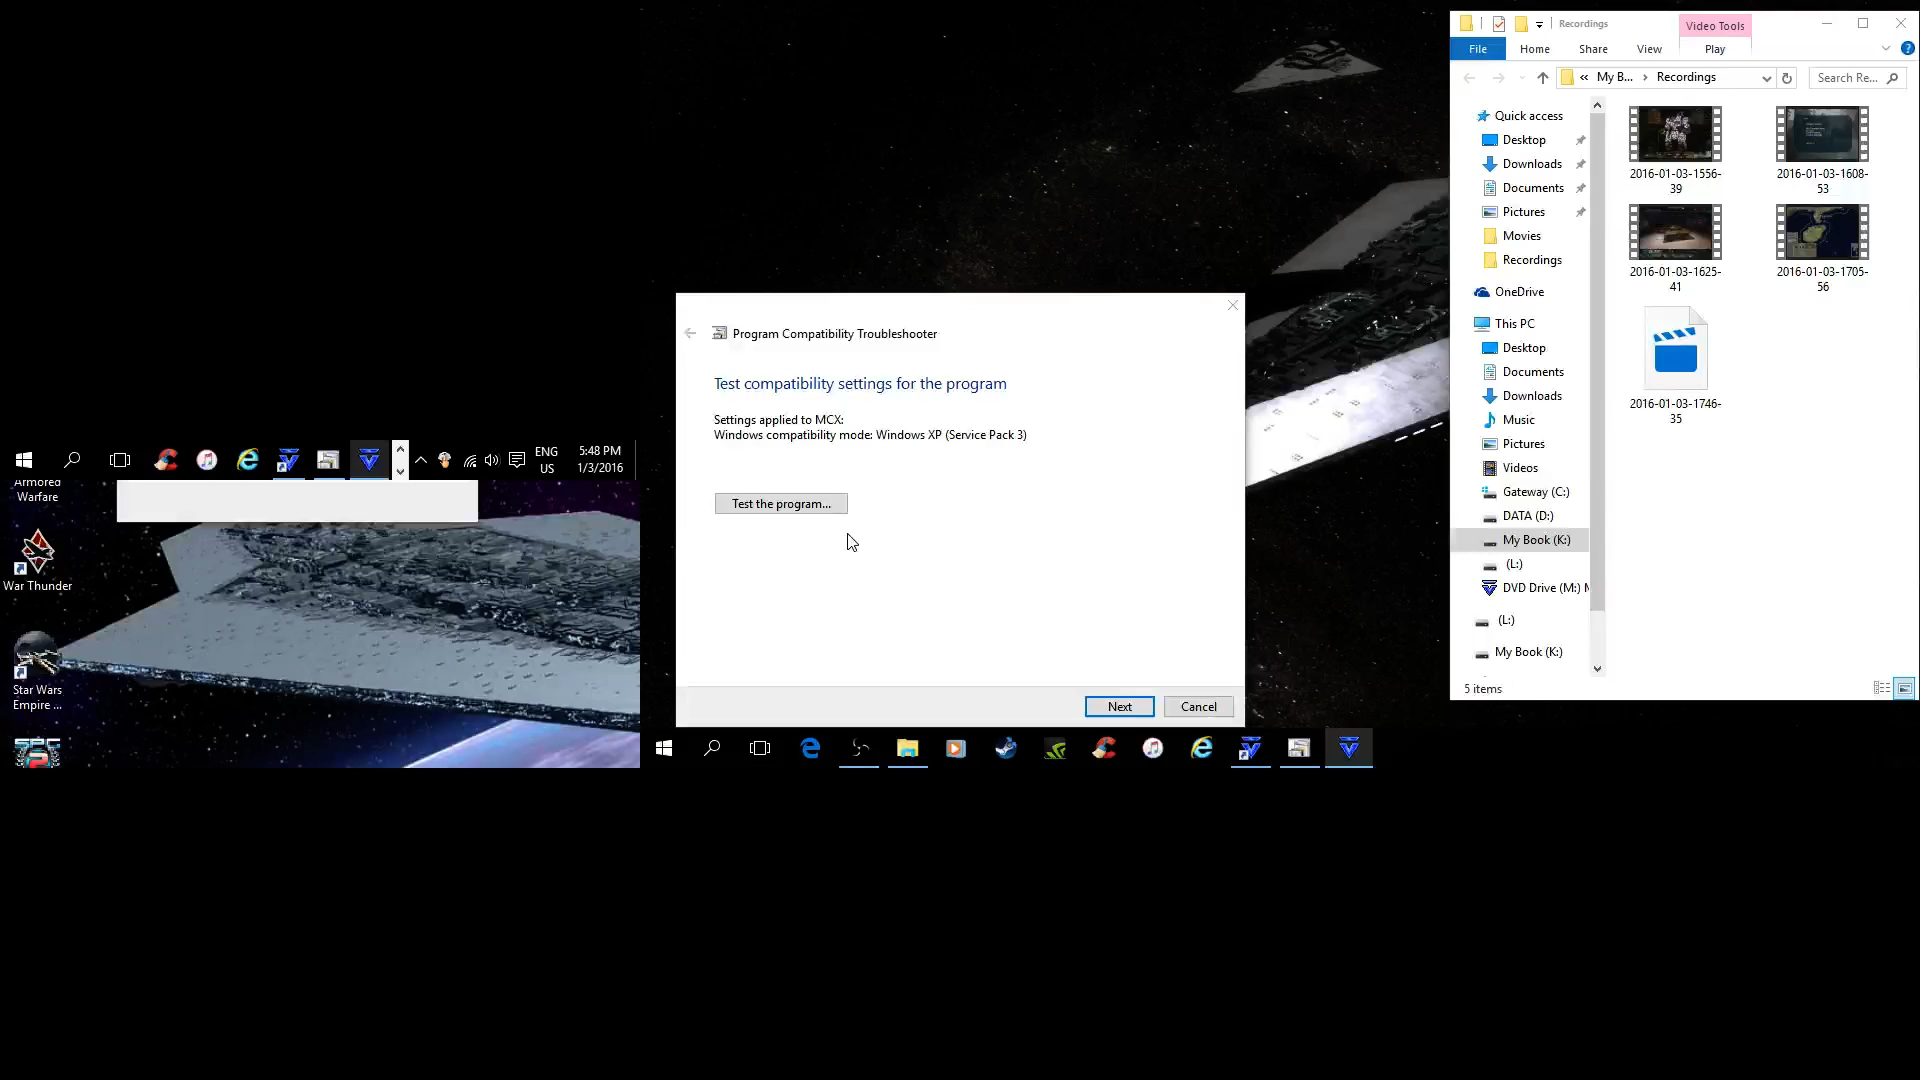 Armored
Warfare
War Thunder
Star Wars
Empire ...
ENG
US
5:48 PM
1/3/2016
Program Compatibility Troubleshooter
Test compatibility settings for the program
Settings applied to MCX:
Windows compatibility mode: Windows XP (Service Pack 3)
Test the program...
Next
Cancel
Recordings
Video Tools
File
Home
Share
View
Play
« My B... › Recordings
Search Re...
Quick access
Desktop
Downloads
Documents
Pictures
Movies
Recordings
OneDrive
This PC
Desktop
Documents
Downloads
Music
Pictures
Videos
Gateway (C:)
DATA (D:)
My Book (K:)
(L:)
DVD Drive (M:) M
(L:)
My Book (K:)
2016-01-03-1556-
39
2016-01-03-1608-
53
2016-01-03-1625-
41
2016-01-03-1705-
56
2016-01-03-1746-
35
5 items